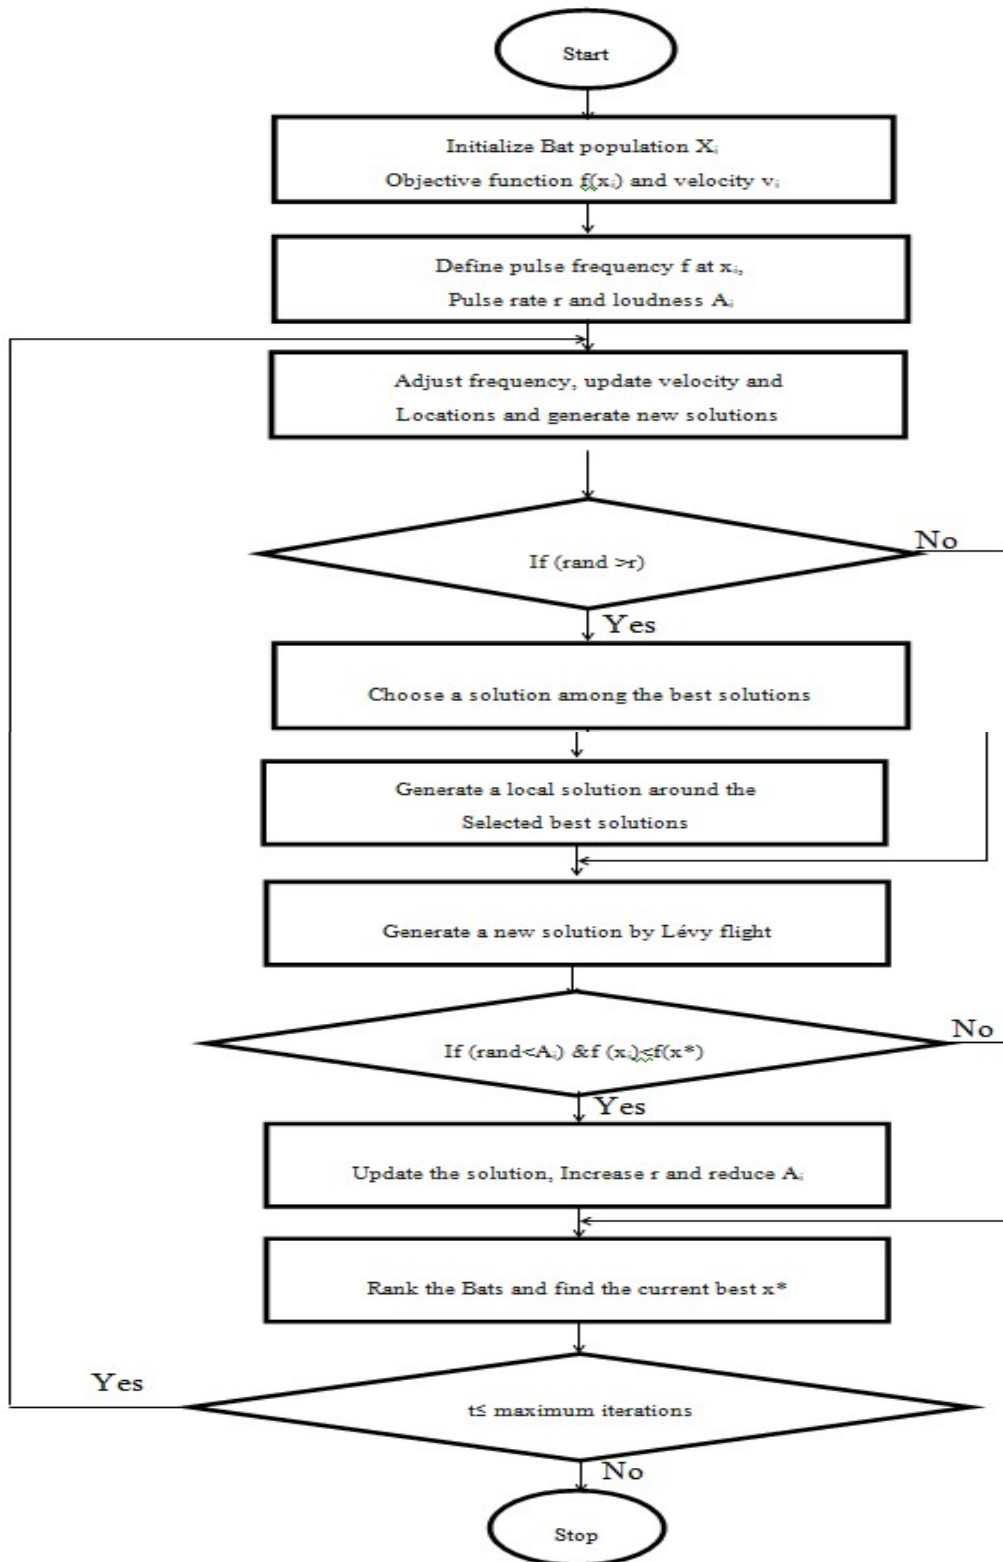 Start
Initialize Bat population Xᵢ
Objective function f(xᵢ) and velocity vᵢ
Define pulse frequency f at xᵢ,
Pulse rate r and loudness Aᵢ
Adjust frequency, update velocity and
Locations and generate new solutions
If (rand >r)
No
Yes
Choose a solution among the best solutions
Generate a local solution around the
Selected best solutions
Generate a new solution by Lévy flight
If (rand<Aᵢ) &f (xᵢ)<f(x*)
No
Yes
Update the solution, Increase r and reduce Aᵢ
Rank the Bats and find the current best x*
Yes
t≤ maximum iterations
No
Stop